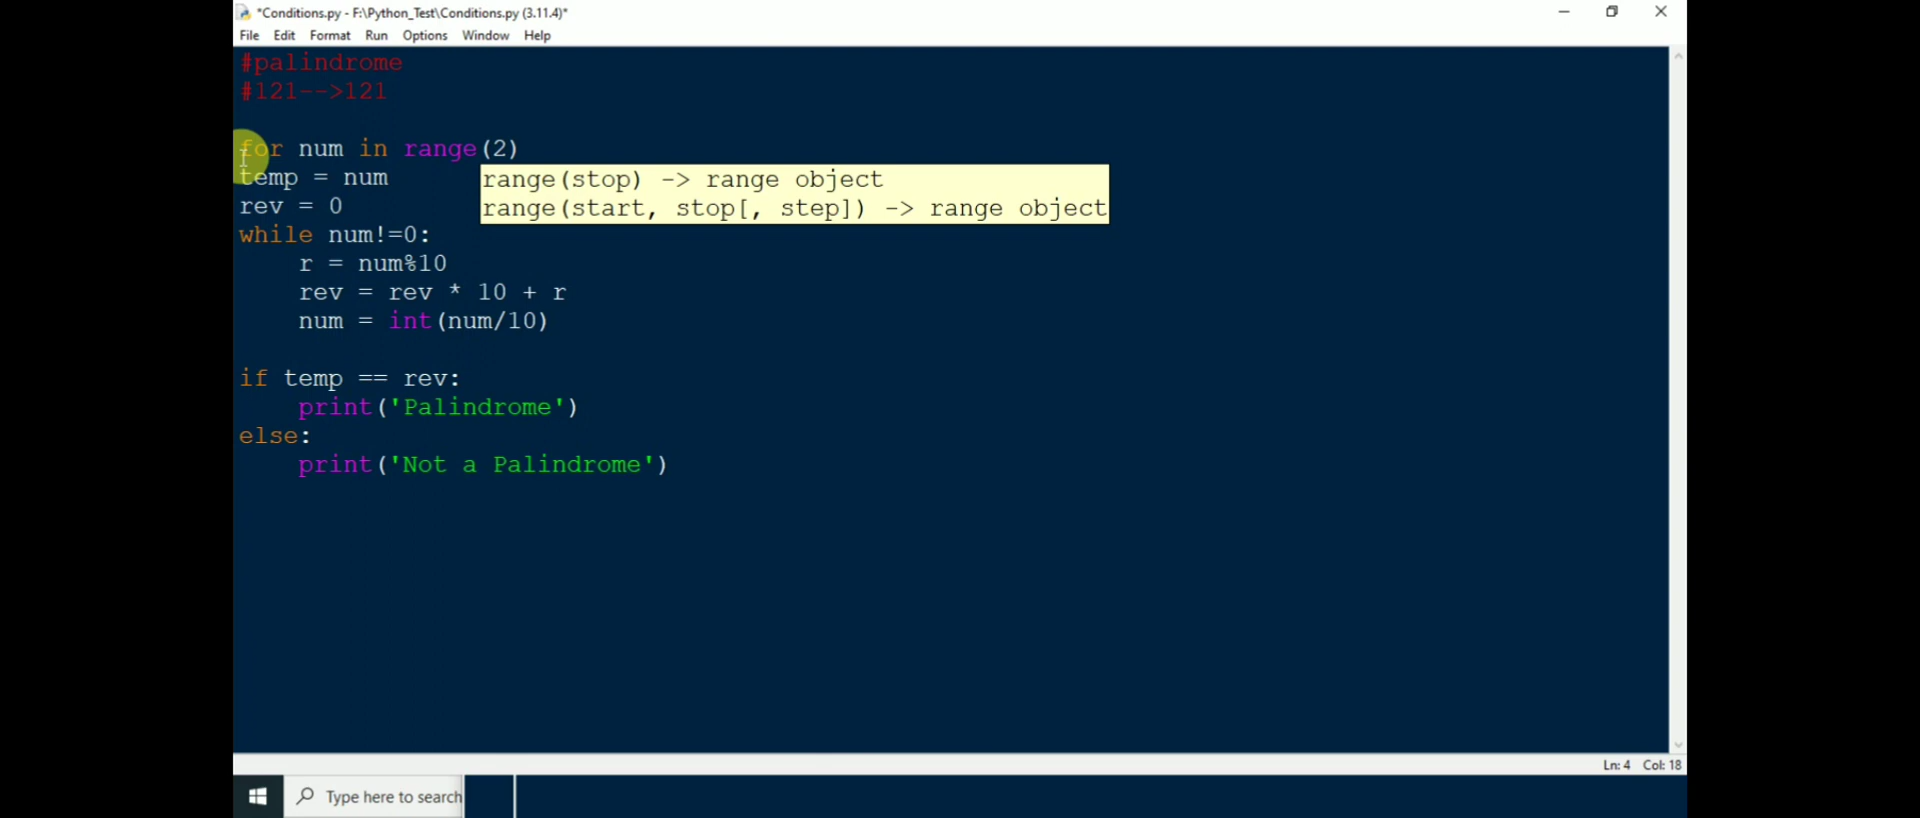 *Conditions.py - F:\Python_Test\Conditions.py (3.11.4)*
File Edit Format Run Options Window Help
#palindrome
#121-->121
for num in range(2)
temp = num
range(stop) -> range object
rev = 0
range(start, stop[, step]) -> range object
while num!=0:
    r = num%10
    rev = rev * 10 + r
    num = int(num/10)
if temp == rev:
    print('Palindrome')
else:
    print('Not a Palindrome')
Ln: 4 Col: 18
Type here to search